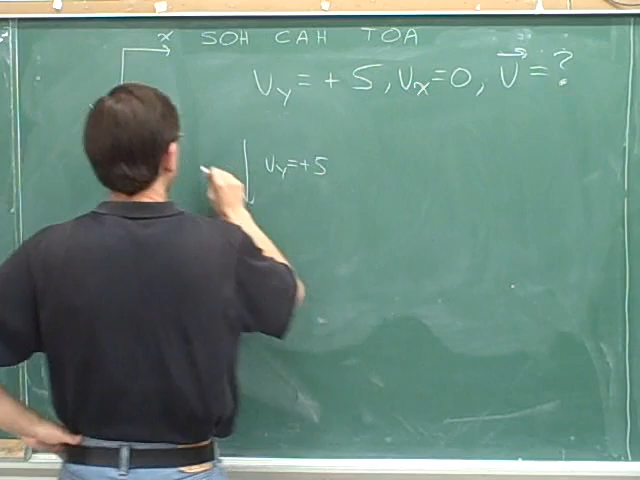 x SOH CAH TOA
Vy = + 5, Vx = 0, V⃗ = ?
Vy = +5